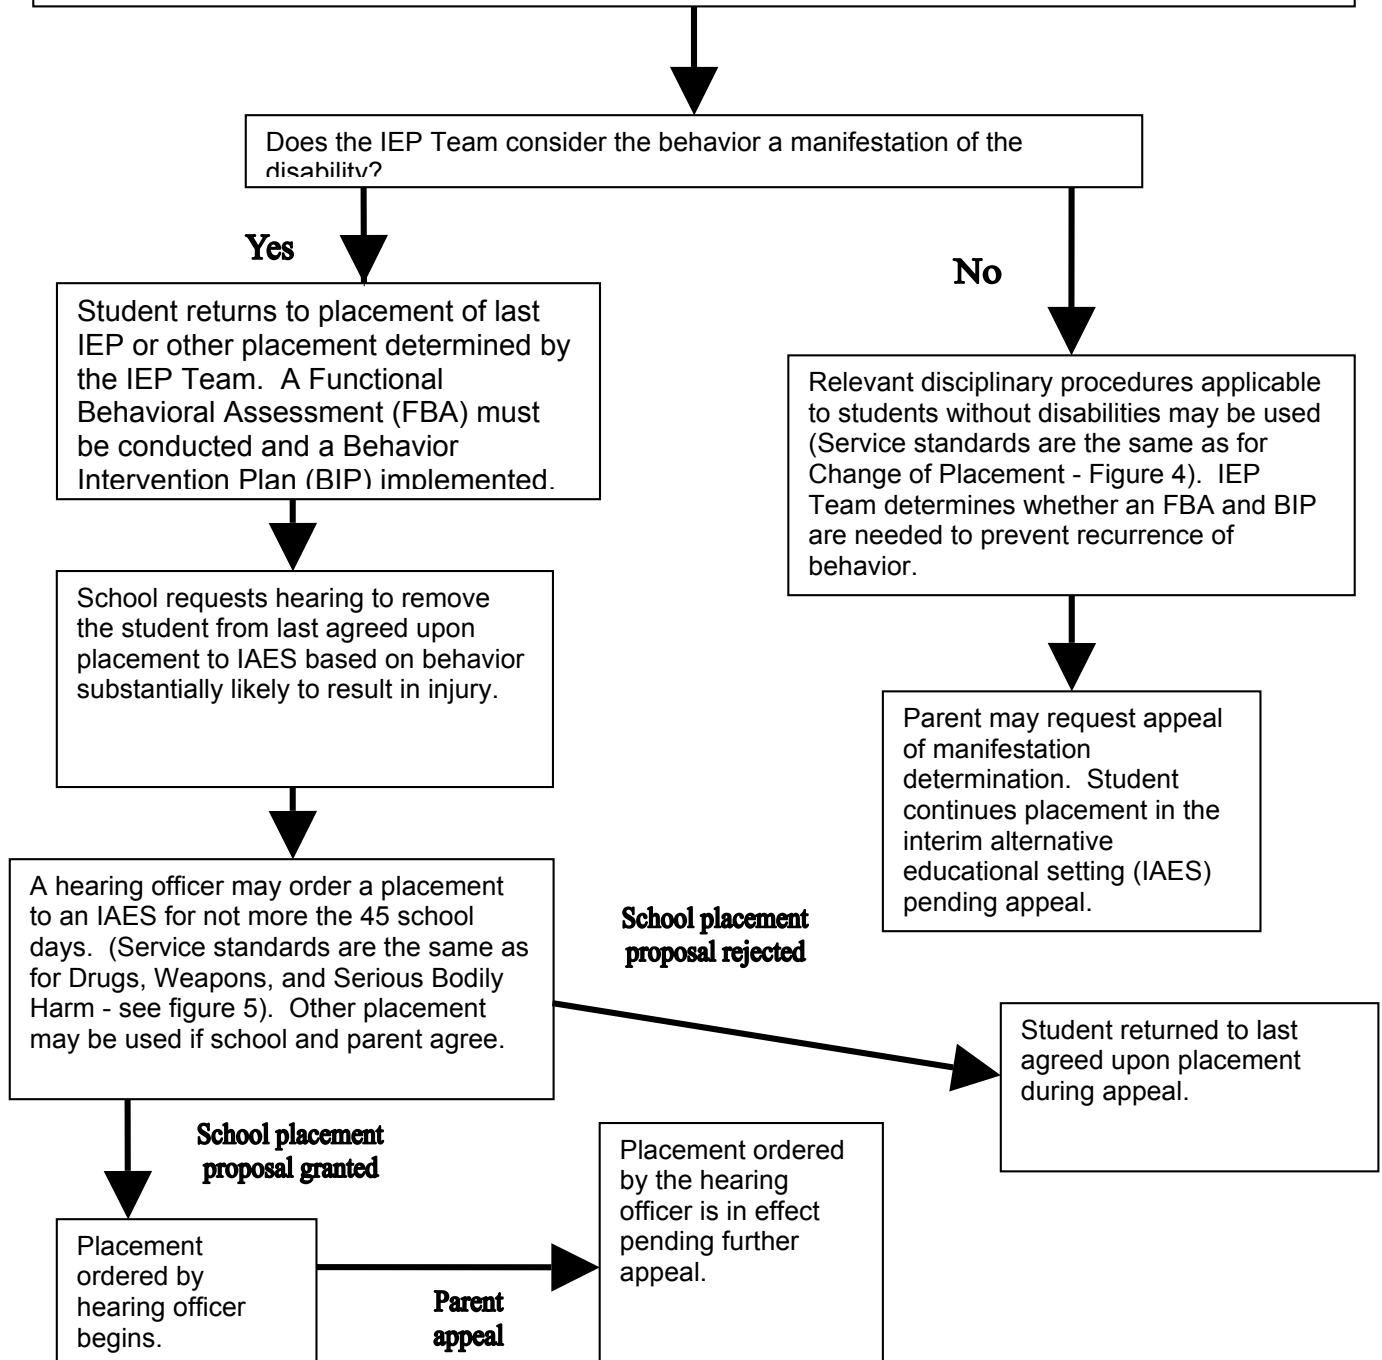 Does the IEP Team consider the behavior a manifestation of the
disability?
Yes
No
Student returns to placement of last
IEP or other placement determined by
the IEP Team.  A Functional
Behavioral Assessment (FBA) must
be conducted and a Behavior
Intervention Plan (BIP) implemented.
Relevant disciplinary procedures applicable
to students without disabilities may be used
(Service standards are the same as for
Change of Placement - Figure 4).  IEP
Team determines whether an FBA and BIP
are needed to prevent recurrence of
behavior.
School requests hearing to remove
the student from last agreed upon
placement to IAES based on behavior
substantially likely to result in injury.
Parent may request appeal
of manifestation
determination.  Student
continues placement in the
interim alternative
educational setting (IAES)
pending appeal.
A hearing officer may order a placement
to an IAES for not more the 45 school
days.  (Service standards are the same as
for Drugs, Weapons, and Serious Bodily
Harm - see figure 5).  Other placement
may be used if school and parent agree.
School placement
proposal rejected
Student returned to last
agreed upon placement
during appeal.
School placement
proposal granted
Placement ordered
by the hearing
officer is in effect
pending further
appeal.
Placement
ordered by
hearing officer
begins.
Parent
appeal